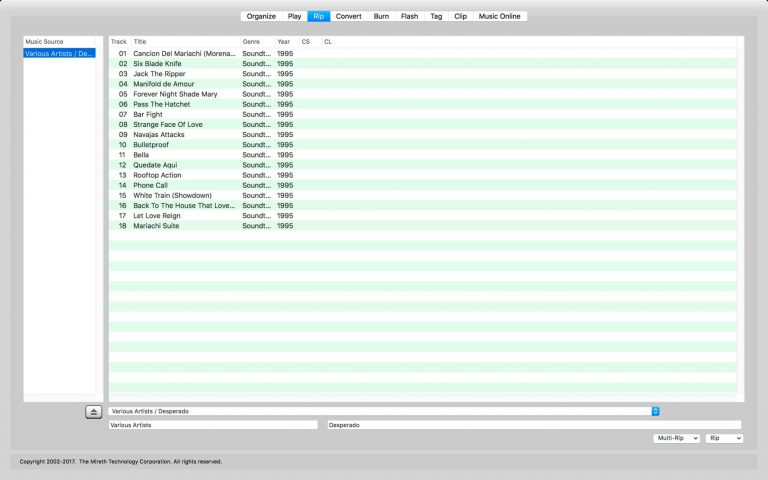 Organize Play Rip Convert Burn Flash Tag Clip Music Online
Music Source
Various Artists / De...
Track Title Genre Year CS CL
01 Cancion Del Mariachi (Morena... Soundt... 1995
02 Six Blade Knife Soundt... 1995
03 Jack The Ripper Soundt... 1995
04 Manifold de Amour Soundt... 1995
05 Forever Night Shade Mary Soundt... 1995
06 Pass The Hatchet Soundt... 1995
07 Bar Fight Soundt... 1995
08 Strange Face Of Love Soundt... 1995
09 Navajas Attacks Soundt... 1995
10 Bulletproof Soundt... 1995
11 Bella Soundt... 1995
12 Quedate Aqui Soundt... 1995
13 Rooftop Action Soundt... 1995
14 Phone Call Soundt... 1995
15 White Train (Showdown) Soundt... 1995
16 Back To The House That Love... Soundt... 1995
17 Let Love Reign Soundt... 1995
18 Mariachi Suite Soundt... 1995
Various Artists / Desperado
Various Artists Desperado
Multi-Rip Rip
Copyright 2002-2017. The Mireth Technology Corporation. All rights reserved.